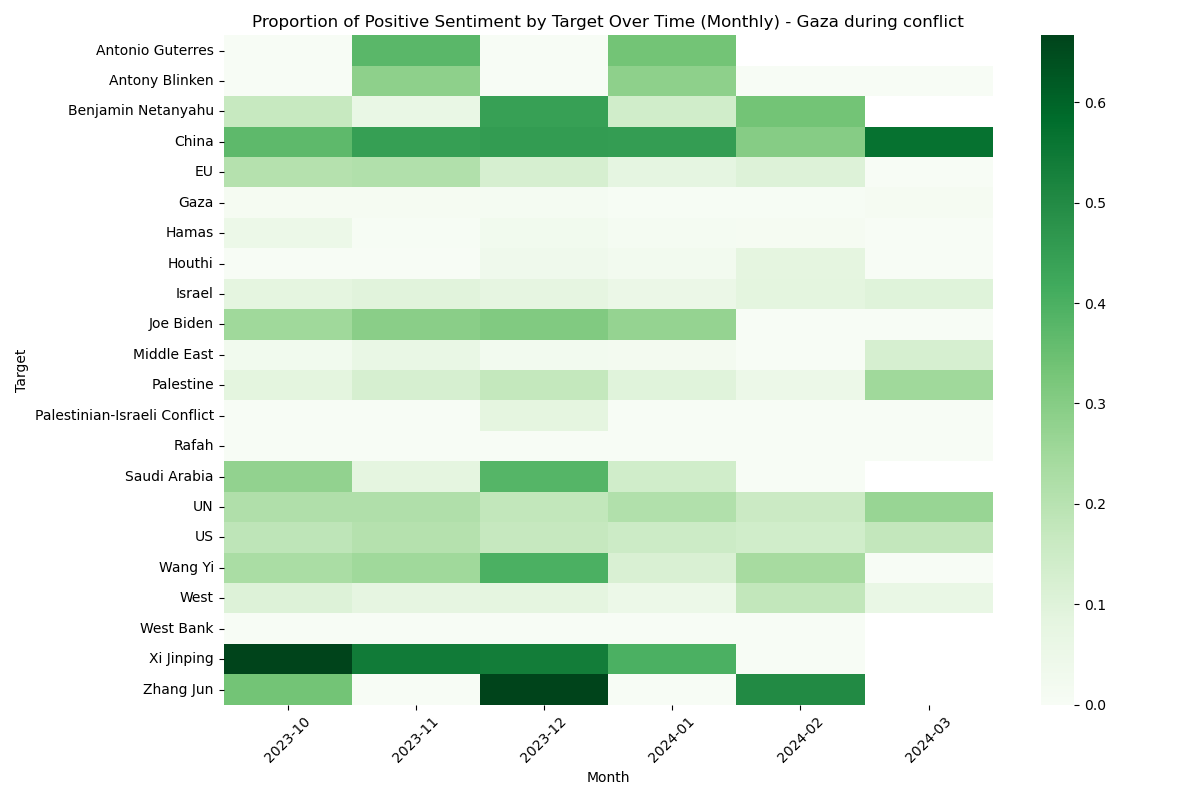 Proportion of Positive Sentiment by Target Over Time (Monthly) - Gaza during conflict
Antonio Guterres
Antony Blinken
Benjamin Netanyahu
China
EU
Gaza
Hamas
Houthi
Israel
Joe Biden
Middle East
Palestine
Palestinian-Israeli Conflict
Rafah
Saudi Arabia
UN
US
Wang Yi
West
West Bank
Xi Jinping
Zhang Jun
Target
2023-10
2023-11
2023-12
2024-01
2024-02
2024-03
Month
0.6
0.5
0.4
0.3
0.2
0.1
0.0